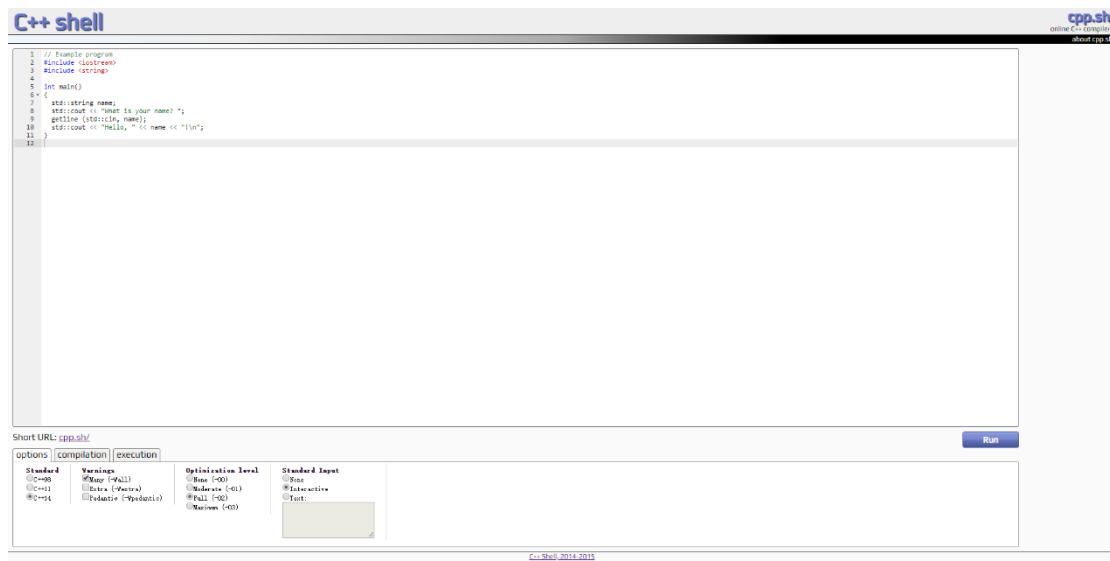 C++ shell
cpp.sh
online C++ compiler
about cpp.sh
1 // Example program
2 #include <iostream>
3 #include <string>
4
5 int main()
6 {
7 std::string name;
8 std::cout << "What is your name? ";
9 getline (std::cin, name);
10 std::cout << "Hello, " << name << "!\n";
11 }
12
Short URL: cpp.sh/
Run
options compilation execution
Standard Warnings Optimization level Standard Input
C++98 Many (-Wall) None (-O0) None
C++11 Extra (-Wextra) Moderate (-O1) Interactive
C++14 Pedantic (-Wpedantic) Full (-O2) Text:
Maximum (-O3)
C++ Shell, 2014-2015